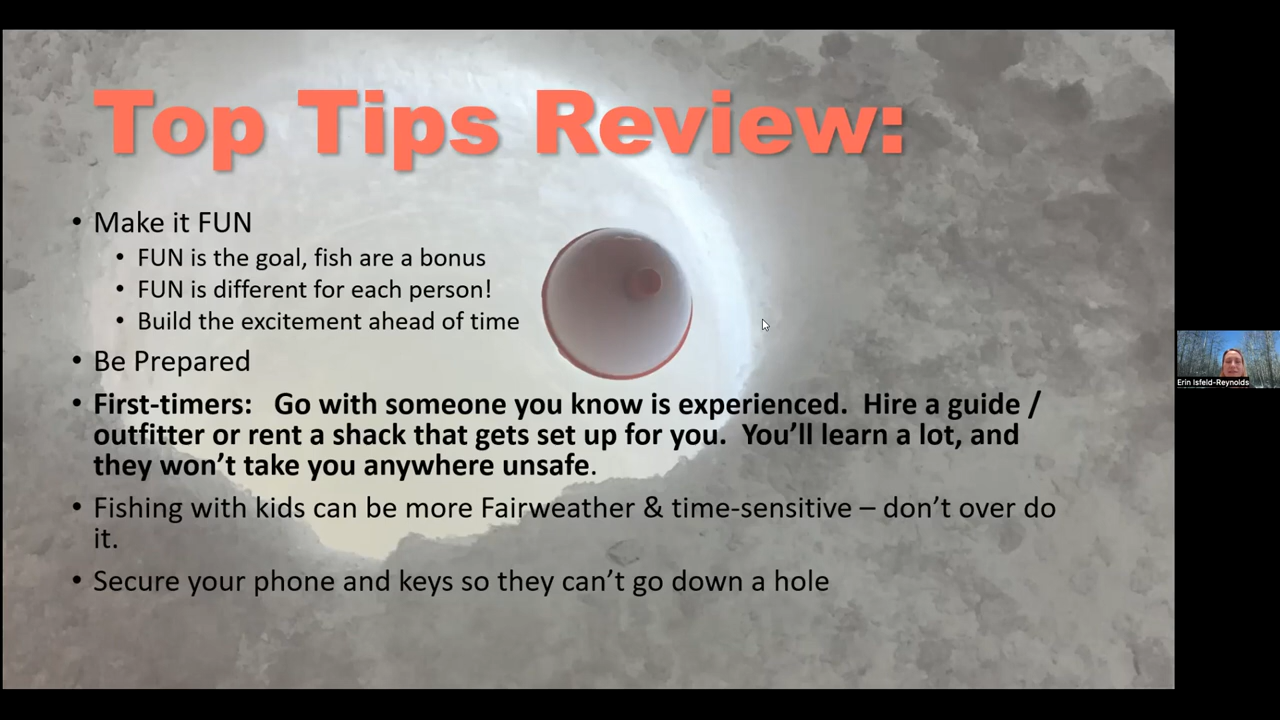 Top Tips Review:
• Make it FUN
• FUN is the goal, fish are a bonus
• FUN is different for each person!
• Build the excitement ahead of time
• Be Prepared
• First-timers: Go with someone you know is experienced. Hire a guide /
outfitter or rent a shack that gets set up for you. You’ll learn a lot, and
they won’t take you anywhere unsafe.
• Fishing with kids can be more Fairweather & time-sensitive – don’t over do
it.
• Secure your phone and keys so they can’t go down a hole
Erin Isfeld-Reynolds